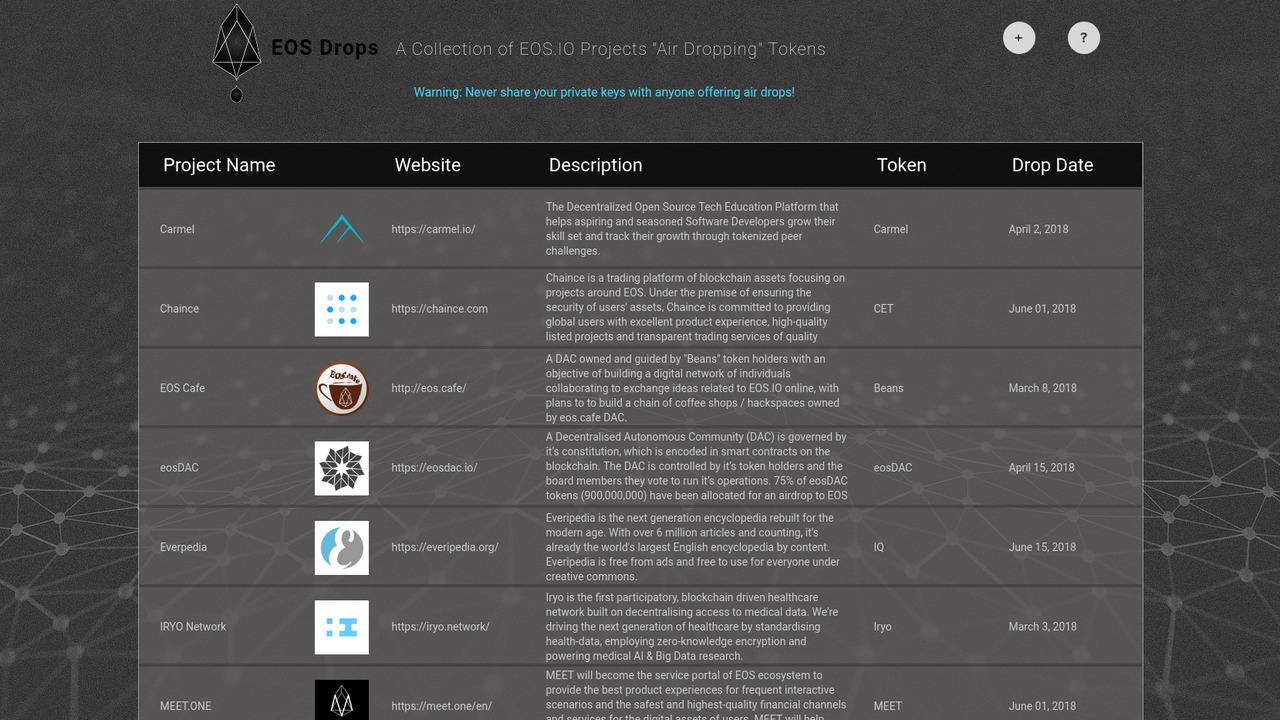 EOS Drops A Collection of EOS.IO Projects "Air Dropping" Tokens
+ ?
Warning: Never share your private keys with anyone offering air drops!
Project Name Website Description Token Drop Date
Carmel https://carmel.io/ Carmel April 2, 2018
The Decentralized Open Source Tech Education Platform that
helps aspiring and seasoned Software Developers grow their
skill set and track their growth through tokenized peer
challenges.
Chaince https://chaince.com CET June 01, 2018
Chaince is a trading platform of blockchain assets focusing on
projects around EOS. Under the premise of ensuring the
security of users' assets, Chaince is committed to providing
global users with excellent product experience, high-quality
listed projects and transparent trading services of quality
EOS Cafe http://eos.cafe/ Beans March 8, 2018
A DAC owned and guided by "Beans" token holders with an
objective of building a digital network of individuals
collaborating to exchange ideas related to EOS.IO online, with
plans to to build a chain of coffee shops / hackspaces owned
by eos.cafe DAC.
eosDAC https://eosdac.io/ eosDAC April 15, 2018
A Decentralised Autonomous Community (DAC) is governed by
it's constitution, which is encoded in smart contracts on the
blockchain. The DAC is controlled by it's token holders and the
board members they vote to run it's operations. 75% of eosDAC
tokens (900,000,000) have been allocated for an airdrop to EOS
Everpedia https://everipedia.org/ IQ June 15, 2018
Everipedia is the next generation encyclopedia rebuilt for the
modern age. With over 6 million articles and counting, it's
already the world's largest English encyclopedia by content.
Everipedia is free from ads and free to use for everyone under
creative commons.
IRYO Network https://iryo.network/ Iryo March 3, 2018
Iryo is the first participatory, blockchain driven healthcare
network built on decentralising access to medical data. We're
driving the next generation of healthcare by standardising
health-data, employing zero-knowledge encryption and
powering medical AI & Big Data research.
MEET.ONE https://meet.one/en/ MEET June 01, 2018
MEET will become the service portal of EOS ecosystem to
provide the best product experiences for frequent interactive
scenarios and the safest and highest-quality financial channels
and services for the digital assets of users. MEET will help